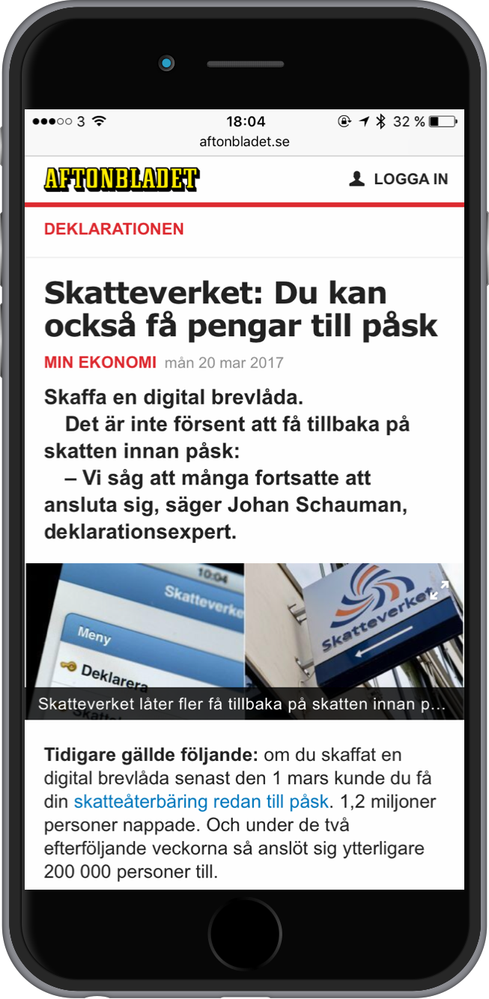 3
18:04
32 %
aftonbladet.se
AFTONBLADET
LOGGA IN
DEKLARATIONEN
Skatteverket: Du kan
också få pengar till påsk
MIN EKONOMI mån 20 mar 2017
Skaffa en digital brevlåda.
Det är inte försent att få tillbaka på
skatten innan påsk:
– Vi såg att många fortsatte att
ansluta sig, säger Johan Schauman,
deklarationsexpert.
10:04
Skatteverke
Meny
Deklarera
Skatteverket
Skatteverket låter fler få tillbaka på skatten innan p...
Tidigare gällde följande: om du skaffat en
digital brevlåda senast den 1 mars kunde du få
din skatteåterbäring redan till påsk. 1,2 miljoner
personer nappade. Och under de två
efterföljande veckorna så anslöt sig ytterligare
200 000 personer till.